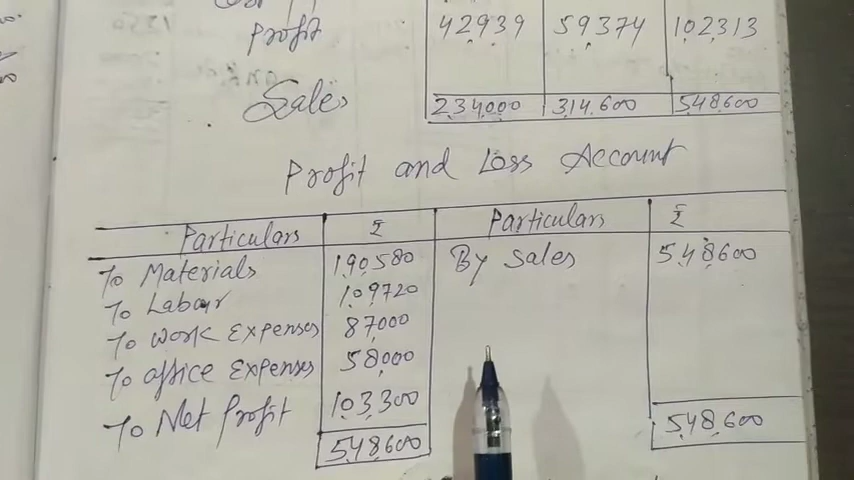 Profit 42939 59374 102313
Sales 234000 314600 548600
Profit and Loss Account
Particulars ₹ Particulars ₹
To Materials 190580 By Sales 548600
To Labour 109720
To Work Expenses 87000
To Office Expenses 58000
To Net Profit 103300
548600 548600